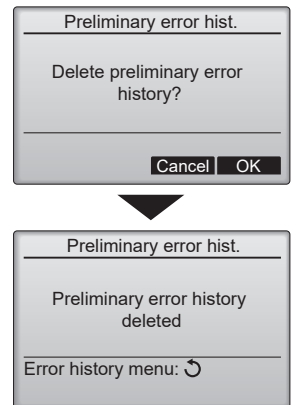 Preliminary error hist.
Delete preliminary error
history?
Cancel OK
Preliminary error hist.
Preliminary error history
deleted
Error history menu: